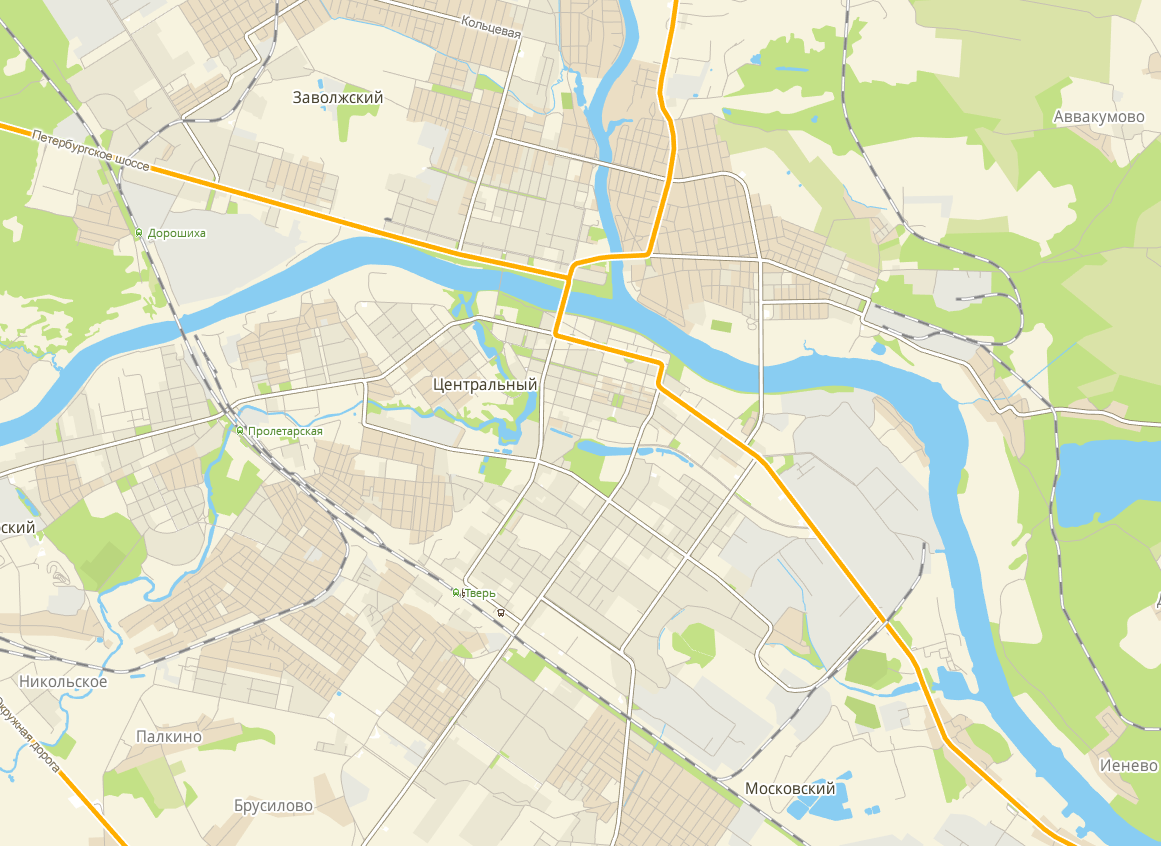 Кольцевая
Заволжский
Аввакумово
Петербургское шоссе
Дорошиха
Центральный
Пролетарская
ский
Тверь
Никольское
Окружная дорога
Палкино
Иенево
Московский
Брусилово